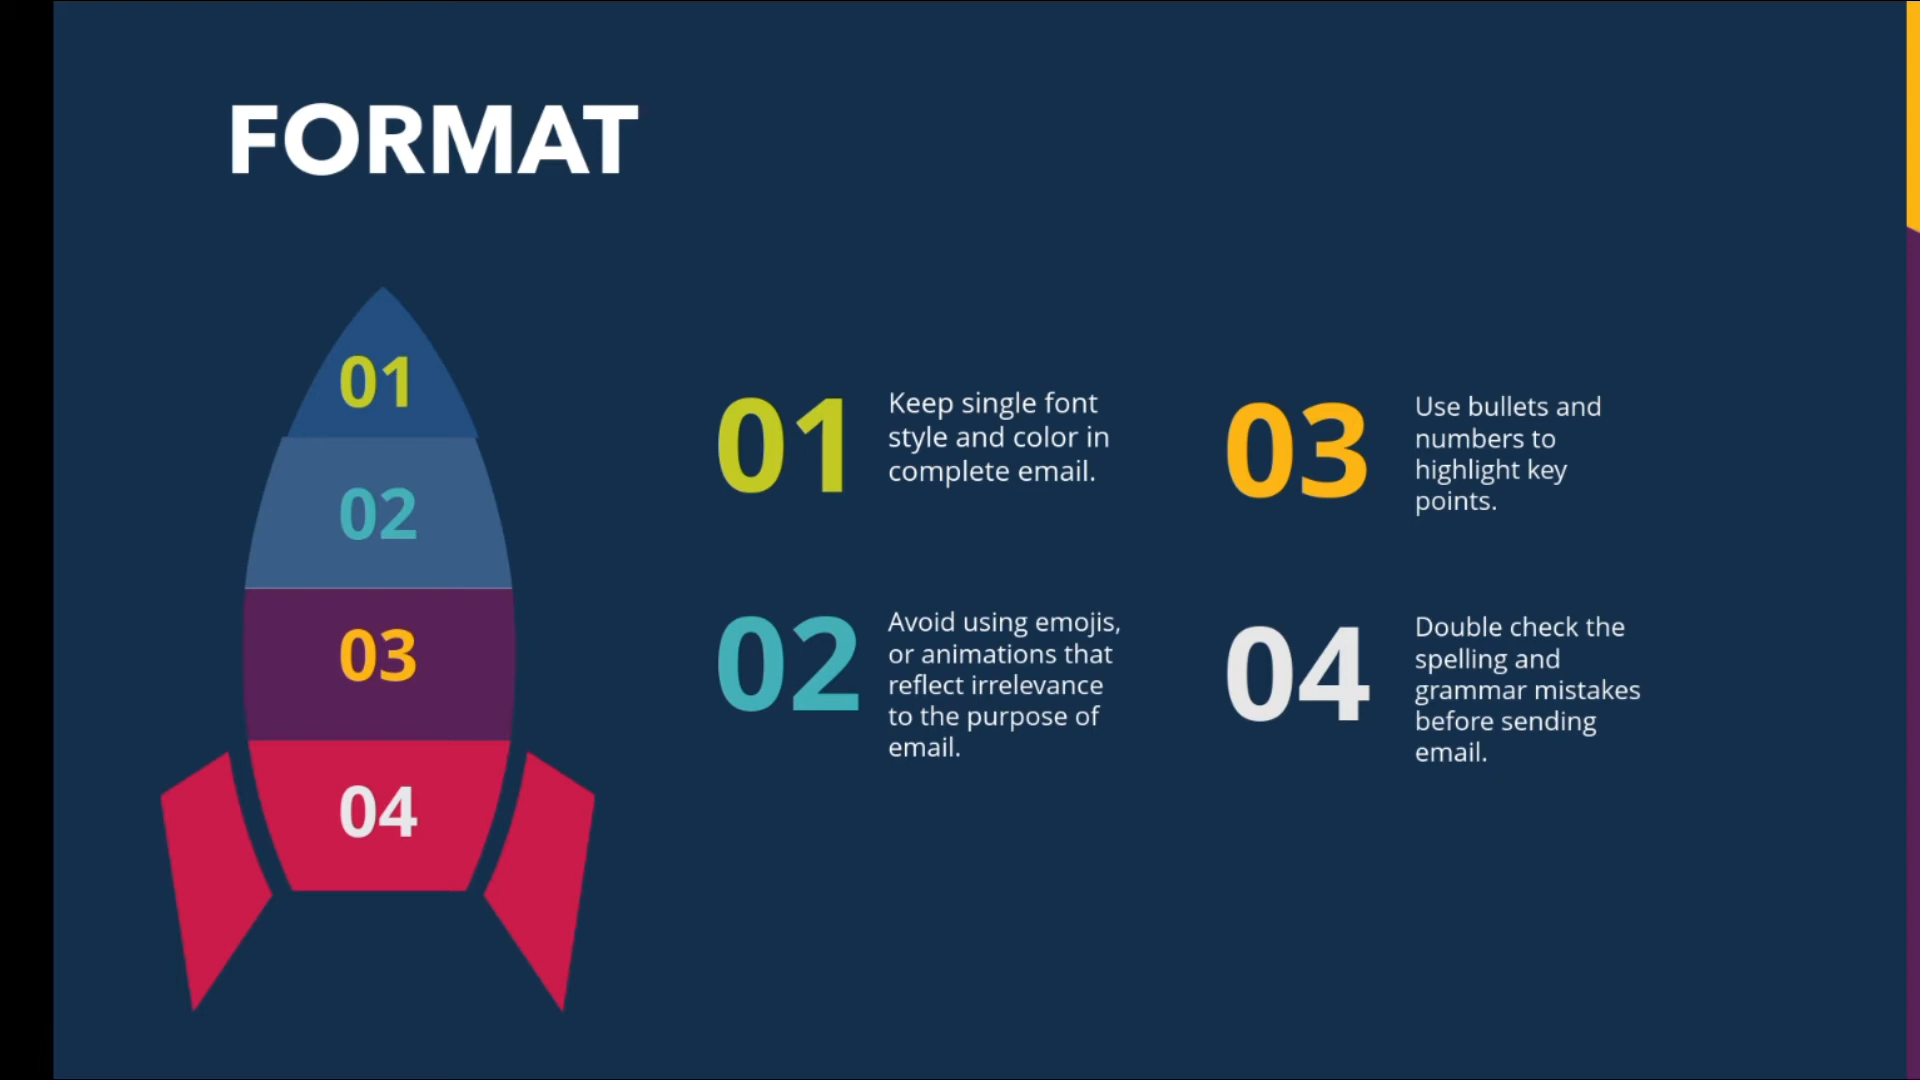 FORMAT
01
02
03
04
01
Keep single font
style and color in
complete email.
02
Avoid using emojis,
or animations that
reflect irrelevance
to the purpose of
email.
03
Use bullets and
numbers to
highlight key
points.
04
Double check the
spelling and
grammar mistakes
before sending
email.